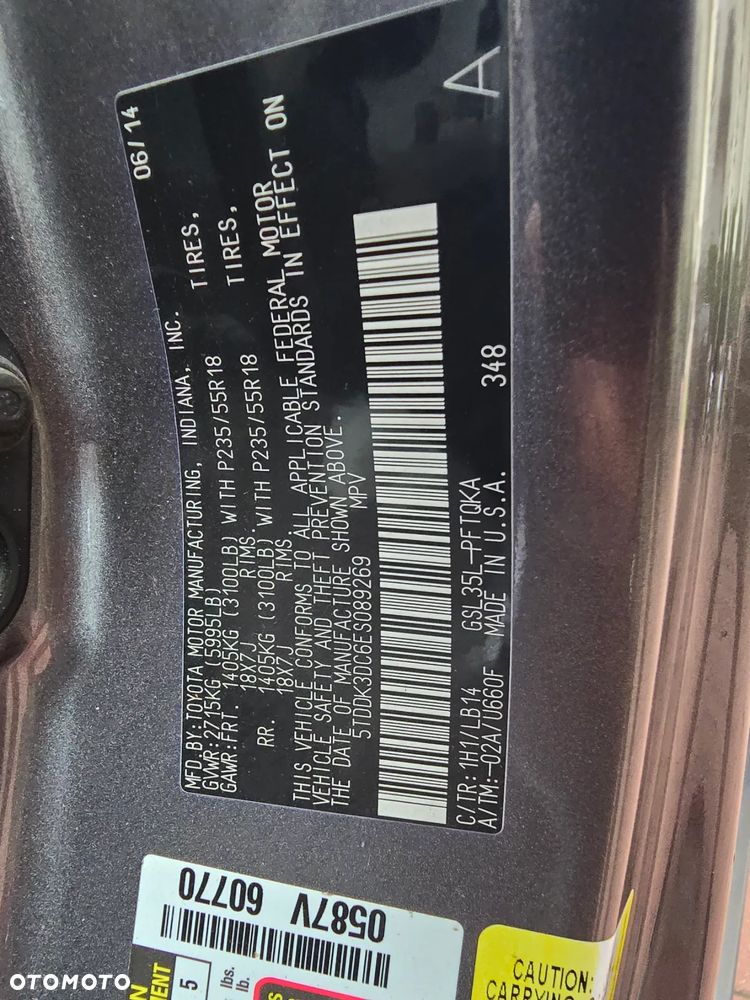 06/14
MFD.BY:TOYOTA MOTOR MANUFACTURING, INDIANA, INC.
GVWR:2715KG (5995LB)
GAWR:FRT. 1405KG (3100LB) WITH P235/55R18 TIRES,
18X7J RIMS.
RR. 1405KG (3100LB) WITH P235/55R18 TIRES,
18X7J RIMS.
THIS VEHICLE CONFORMS TO ALL APPLICABLE FEDERAL MOTOR
VEHICLE SAFETY AND THEFT PREVENTION STANDARDS IN EFFECT ON
THE DATE OF MANUFACTURE SHOWN ABOVE.
5TDDK3DC6ES089269 MPV
C/TR:1H1/LB14 GSL35L-PFTQKA 348 A
A/TM:-02A/U660F MADE IN U.S.A.
0587V 60770
5
lbs.
lb.
CAUTION:
OTOMOTO